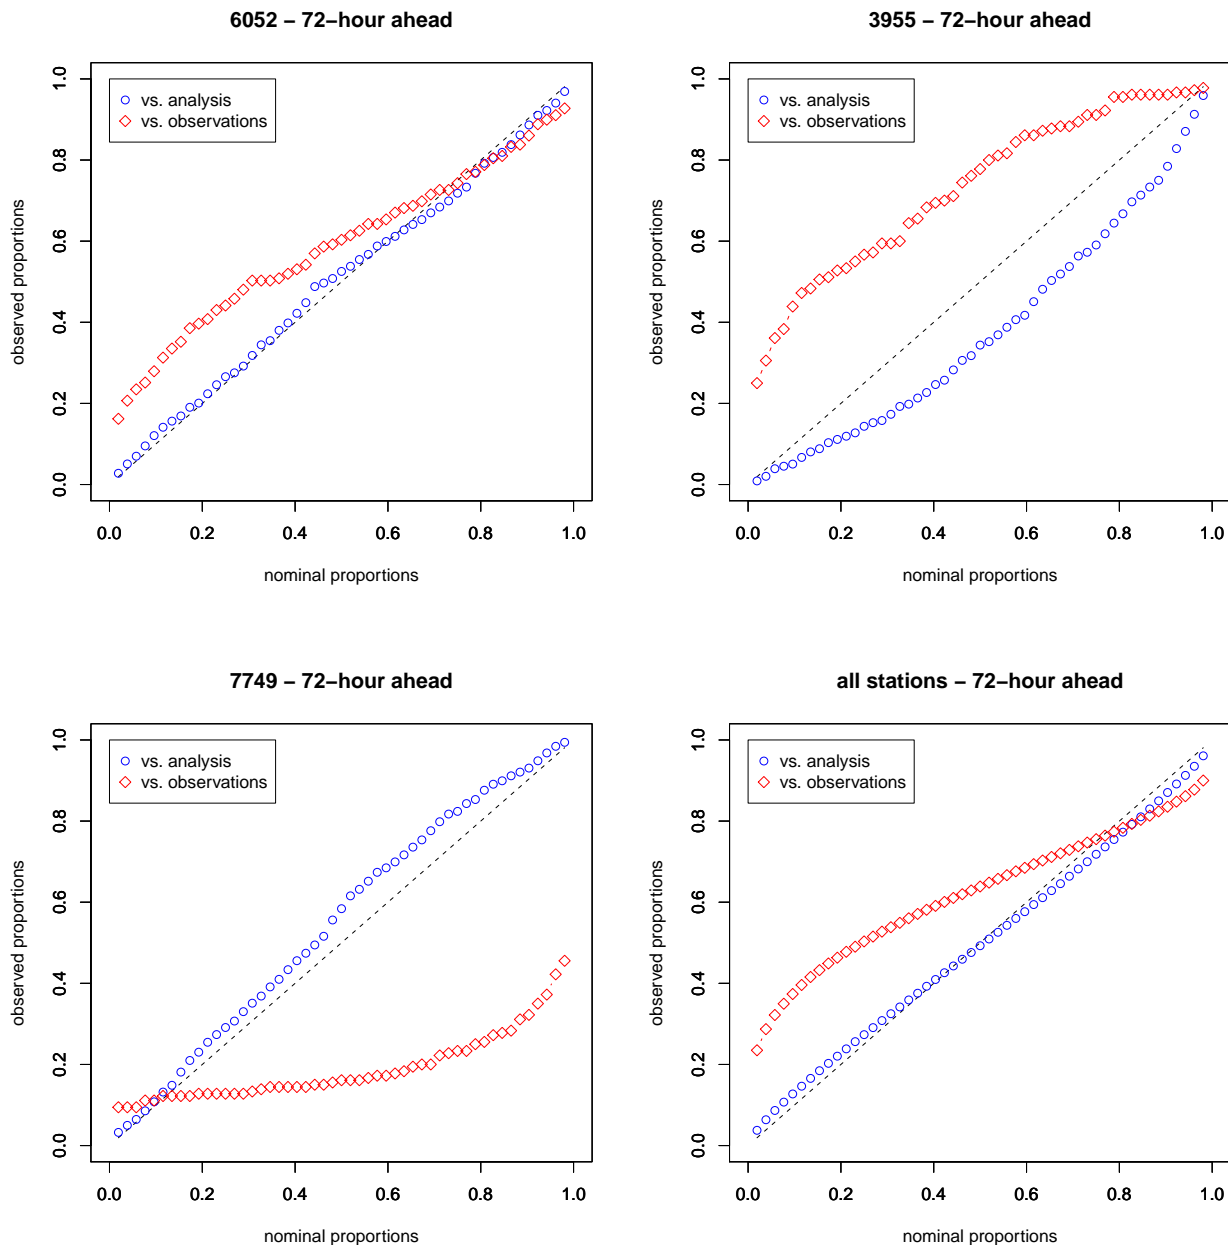 6052 − 72−hour ahead
1.0
0.8
0.6
0.4
0.2
0.0
observed proportions
vs. analysis
vs. observations
0.0 0.2 0.4 0.6 0.8 1.0
nominal proportions
3955 − 72−hour ahead
1.0
0.8
0.6
0.4
0.2
0.0
observed proportions
vs. analysis
vs. observations
0.0 0.2 0.4 0.6 0.8 1.0
nominal proportions
7749 − 72−hour ahead
1.0
0.8
0.6
0.4
0.2
0.0
observed proportions
vs. analysis
vs. observations
0.0 0.2 0.4 0.6 0.8 1.0
nominal proportions
all stations − 72−hour ahead
1.0
0.8
0.6
0.4
0.2
0.0
observed proportions
vs. analysis
vs. observations
0.0 0.2 0.4 0.6 0.8 1.0
nominal proportions